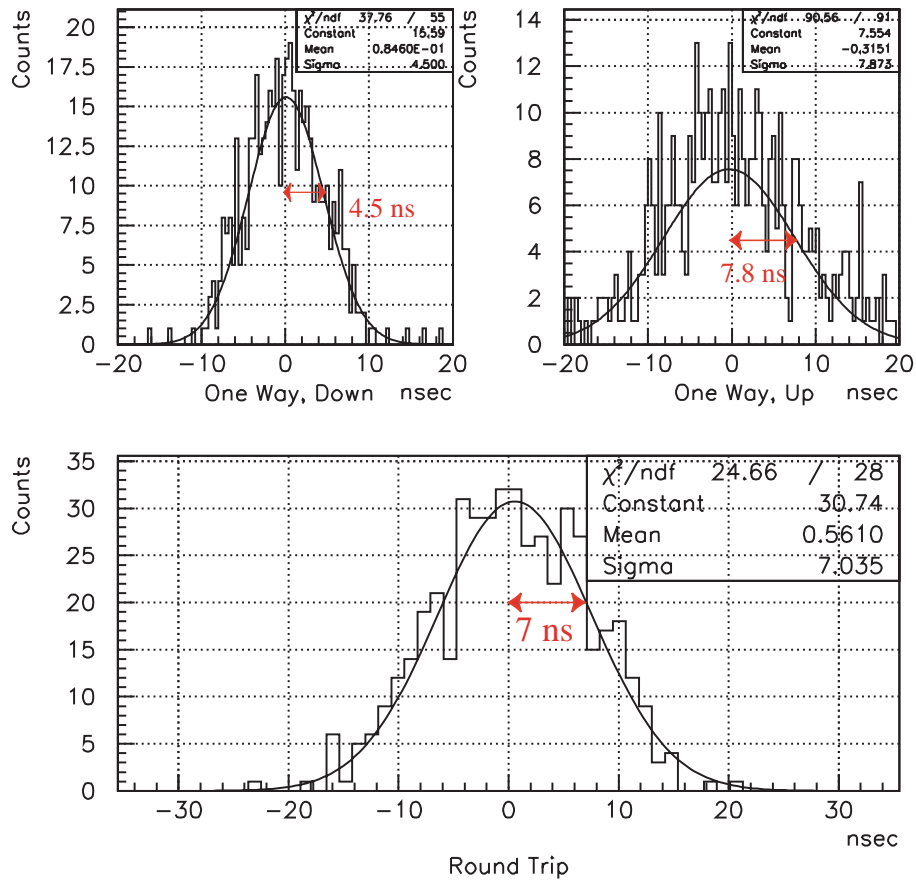 21
17.5
15
12.5
10
7.5
5
2.5
0
Counts
χ²/ndf 37.76 / 55
Constant 15.59
Mean 0.8460E-01
Sigma 4.500
4.5 ns
-20 -10 0 10 20
One Way, Down nsec
14
12
10
8
6
4
2
0
Counts
χ²/ndf 90.56 / 91
Constant 7.554
Mean -0.3151
Sigma 7.873
7.8 ns
-20 -10 0 10 20
One Way, Up nsec
35
30
25
20
15
10
5
0
Counts
χ²/ndf 24.66 / 28
Constant 30.74
Mean 0.5610
Sigma 7.035
7 ns
-30 -20 -10 0 10 20 30
nsec
Round Trip